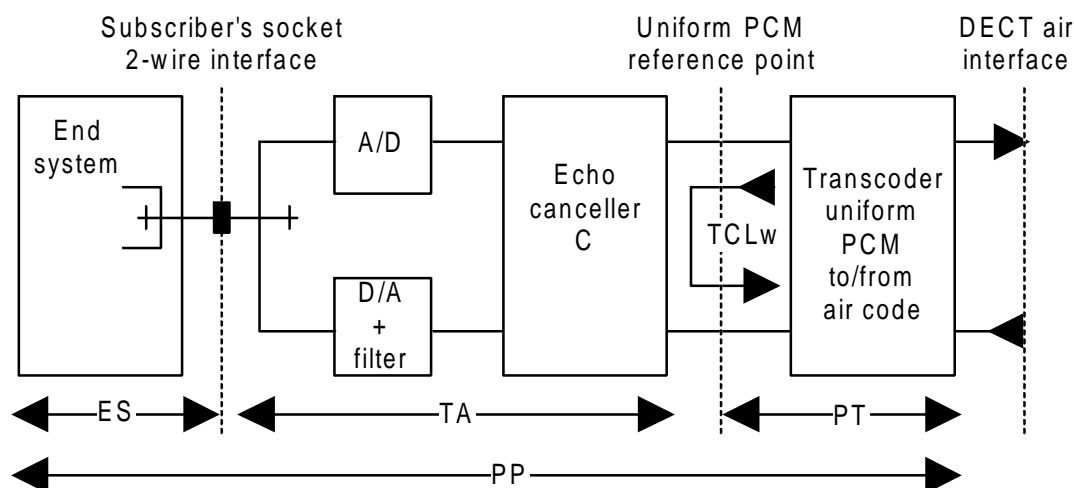 Subscriber's socket
2-wire interface
Uniform PCM
reference point
DECT air
interface
End
system
A/D
D/A
+
filter
Echo
canceller
C
TCLw
Transcoder
uniform
PCM
to/from
air code
ES
TA
PT
PP